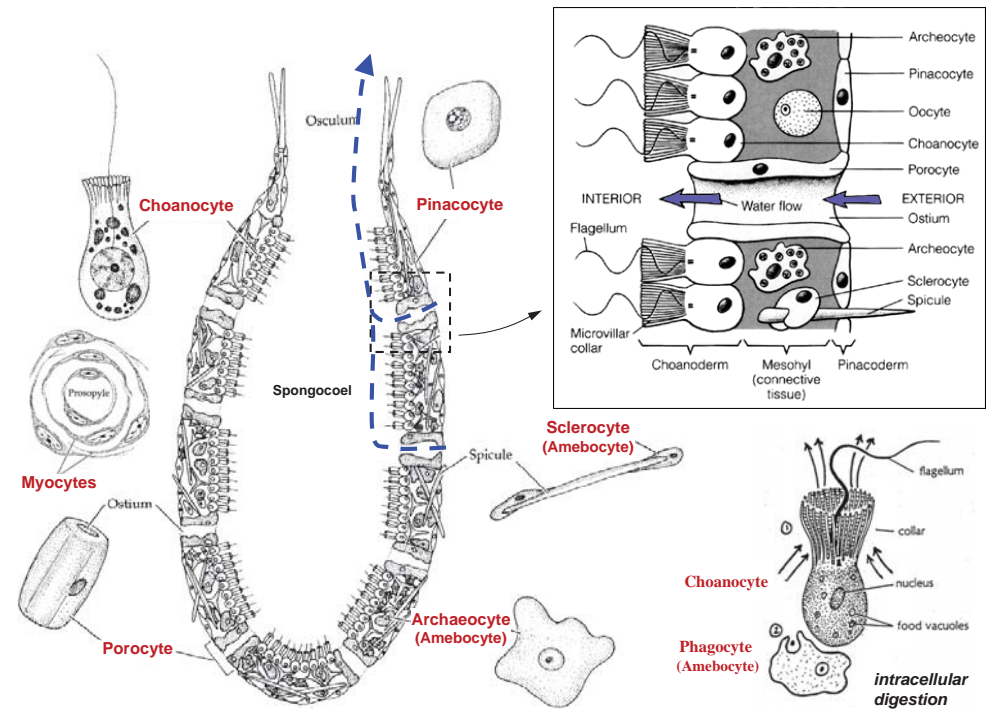 Osculum
Choanocyte
Pinacocyte
Prosopyle
Myocytes
Spongocoel
Ostium
Spicule
Sclerocyte
(Amebocyte)
Porocyte
Archaeocyte
(Amebocyte)
Archeocyte
Pinacocyte
Oocyte
Choanocyte
Porocyte
INTERIOR
Water flow
EXTERIOR
Ostium
Flagellum
Archeocyte
Sclerocyte
Spicule
Microvillar
collar
Choanoderm
Mesohyl
(connective
tissue)
Pinacoderm
flagellum
1
collar
Choanocyte
nucleus
food vacuoles
2
Phagocyte
(Amebocyte)
intracellular
digestion